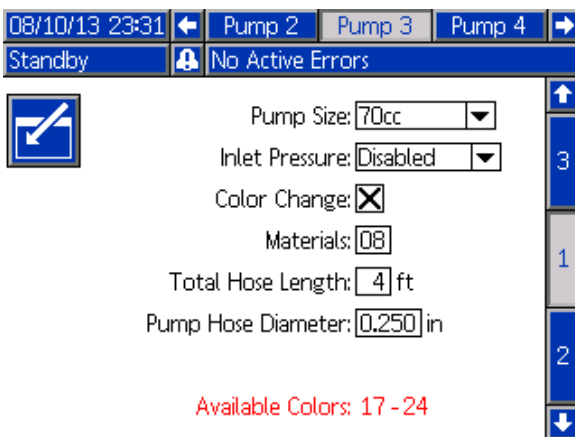 08/10/13 23:31 Pump 2 Pump 3 Pump 4
Standby No Active Errors
Pump Size: 70cc
Inlet Pressure: Disabled
3
Color Change:
Materials: 08
1
Total Hose Length: 4 ft
Pump Hose Diameter: 0.250 in
2
Available Colors: 17 - 24